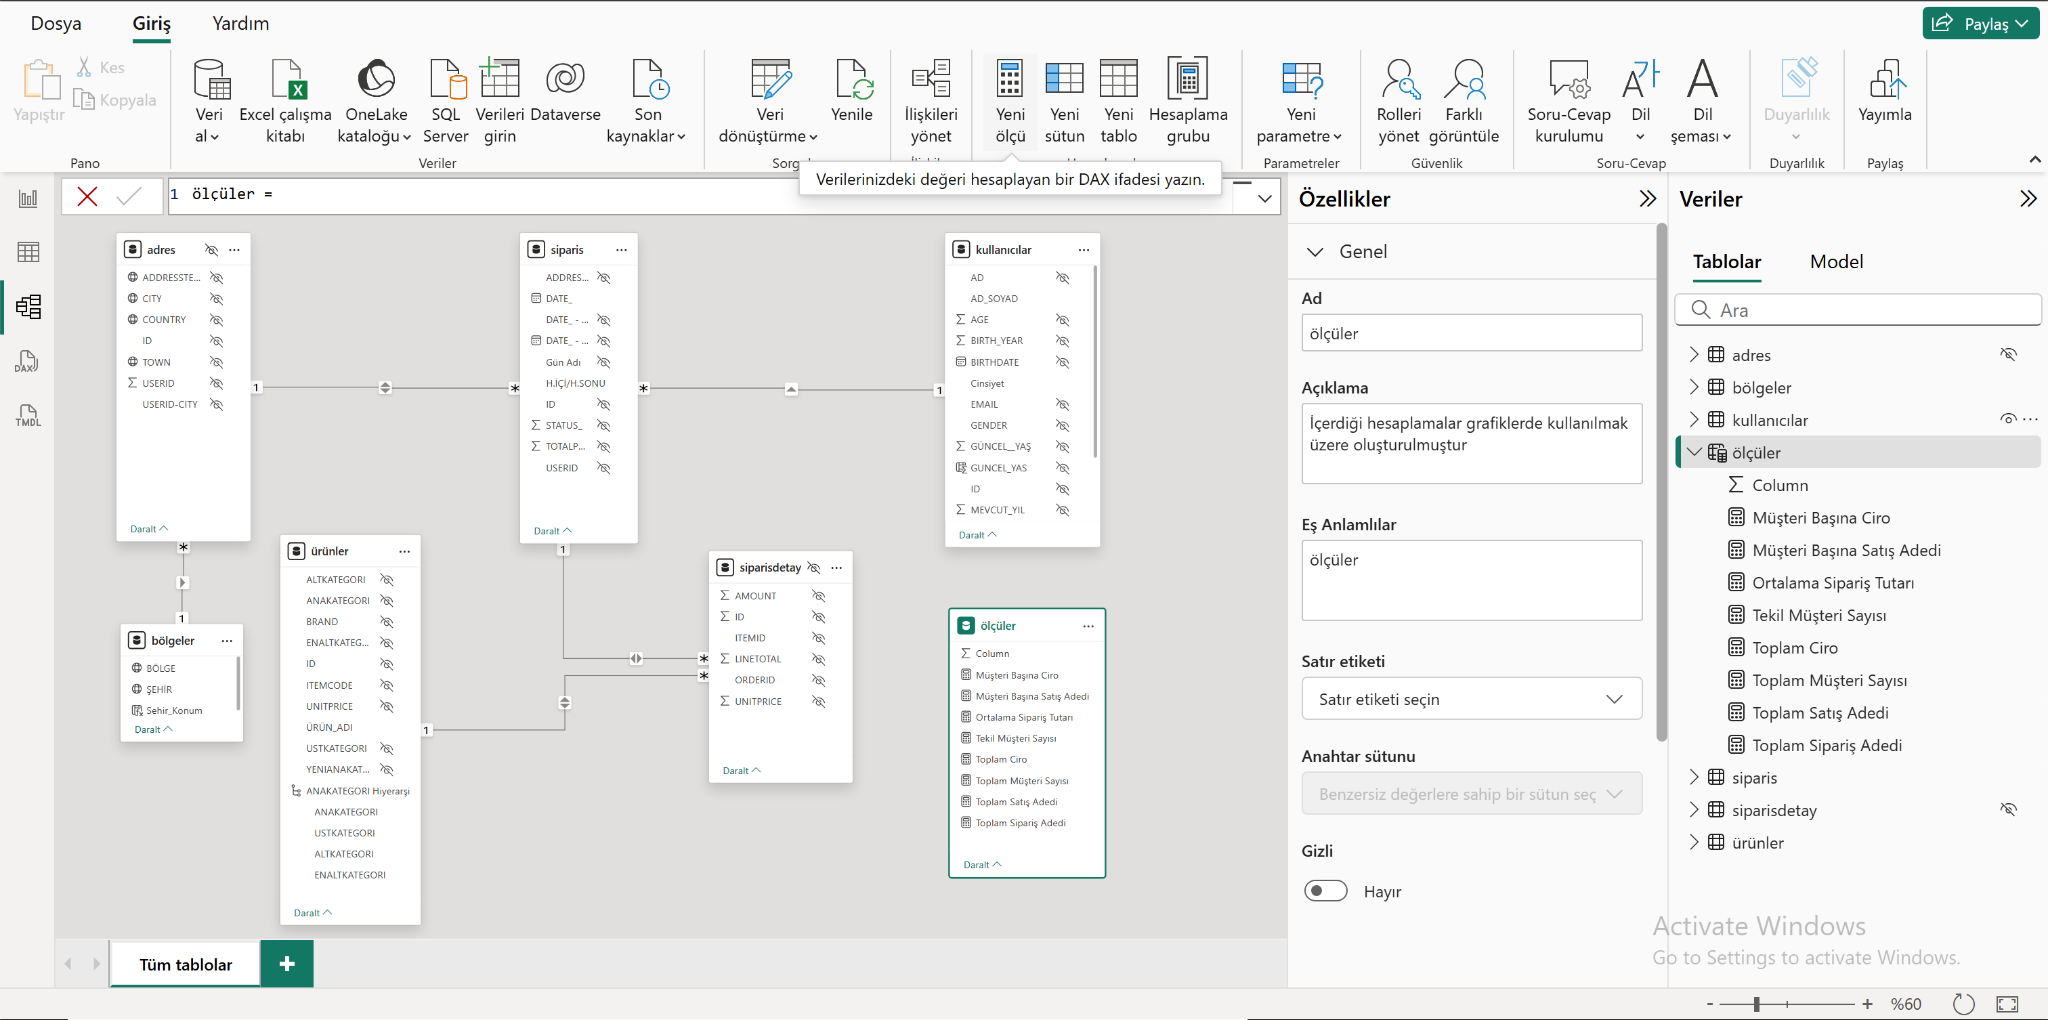 Dosya
Giriş
Yardım
Paylaş
Yapıştır
Kes
Kopyala
Pano
Veri
al
Excel çalışma
kitabı
OneLake
kataloğu
SQL
Server
Verileri
girin
Dataverse
Son
kaynaklar
Veriler
Veri
dönüştürme
Yenile
İlişkileri
yönet
Yeni
ölçü
Yeni
sütun
Yeni
tablo
Hesaplama
grubu
Yeni
parametre
Parametreler
Rolleri
yönet
Farklı
görüntüle
Güvenlik
Soru-Cevap
kurulumu
Dil
Dil
şeması
Soru-Cevap
Duyarlılık
Duyarlılık
Yayımla
Paylaş
Verilerinizdeki değeri hesaplayan bir DAX ifadesi yazın.
1 ölçüler =
DAX
TMDL
adres
ADDRESSTE...
CITY
COUNTRY
ID
TOWN
USERID
USERID-CITY
Daralt
siparis
ADDRES...
DATE_
DATE_ - ...
DATE_ - ...
Gün Adı
H.İÇİ/H.SONU
ID
STATUS_
TOTALP...
USERID
Daralt
kullanıcılar
AD
AD_SOYAD
AGE
BIRTH_YEAR
BIRTHDATE
Cinsiyet
EMAIL
GENDER
GÜNCEL_YAŞ
GUNCEL_YAS
ID
MEVCUT_YIL
Daralt
1
*
*
1
*
1
1
*
*
1
bölgeler
BÖLGE
ŞEHİR
Sehir_Konum
Daralt
ürünler
ALTKATEGORI
ANAKATEGORI
BRAND
ENALTKATEG...
ID
ITEMCODE
UNITPRICE
ÜRÜN_ADI
USTKATEGORI
YENIANAKAT...
ANAKATEGORI Hiyerarşi
ANAKATEGORI
USTKATEGORI
ALTKATEGORI
ENALTKATEGORI
Daralt
siparisdetay
AMOUNT
ID
ITEMID
LINETOTAL
ORDERID
UNITPRICE
Daralt
ölçüler
Column
Müşteri Başına Ciro
Müşteri Başına Satış Adedi
Ortalama Sipariş Tutarı
Tekil Müşteri Sayısı
Toplam Ciro
Toplam Müşteri Sayısı
Toplam Satış Adedi
Toplam Sipariş Adedi
Daralt
Tüm tablolar
Özellikler
Genel
Ad
ölçüler
Açıklama
İçerdiği hesaplamalar grafiklerde kullanılmak
üzere oluşturulmuştur
Eş Anlamlılar
ölçüler
Satır etiketi
Satır etiketi seçin
Anahtar sütunu
Benzersiz değerlere sahip bir sütun seç
Gizli
Hayır
Veriler
Tablolar
Model
Ara
adres
bölgeler
kullanıcılar
ölçüler
Column
Müşteri Başına Ciro
Müşteri Başına Satış Adedi
Ortalama Sipariş Tutarı
Tekil Müşteri Sayısı
Toplam Ciro
Toplam Müşteri Sayısı
Toplam Satış Adedi
Toplam Sipariş Adedi
siparis
siparisdetay
ürünler
Activate Windows
Go to Settings to activate Windows.
%60